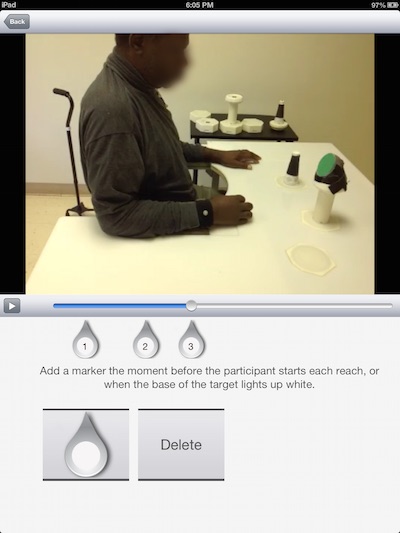 iPad 6:05 PM 97%
Back
1 2 3
Add a marker the moment before the participant starts each reach, or
when the base of the target lights up white.
Delete